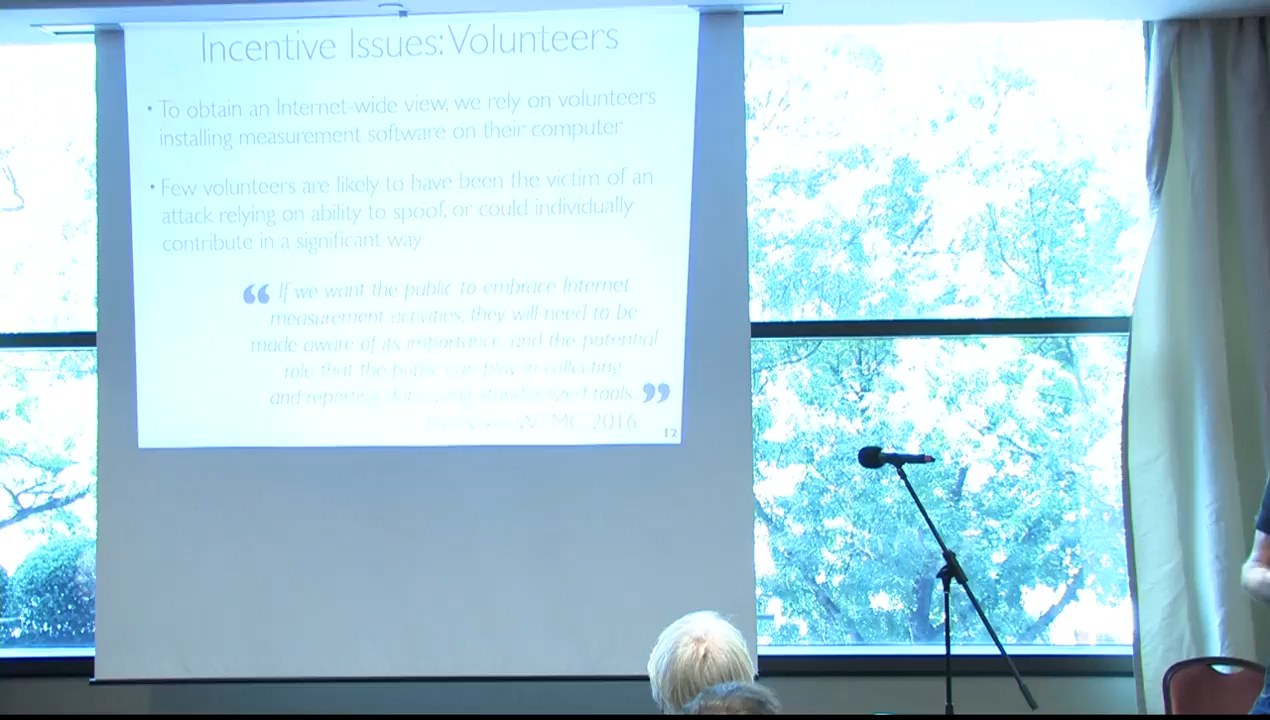 Incentive Issues: Volunteers
• To obtain an Internet-wide view, we rely on volunteers
installing measurement software on their computer
• Few volunteers are likely to have been the victim of an
attack relying on ability to spoof, or could individually
contribute in a significant way
“ If we want the public to embrace Internet
measurement activities, they will need to be
made aware of its importance, and the potential
role that the public can play in collecting
and reporting data using standardized tools. ”
2016
12